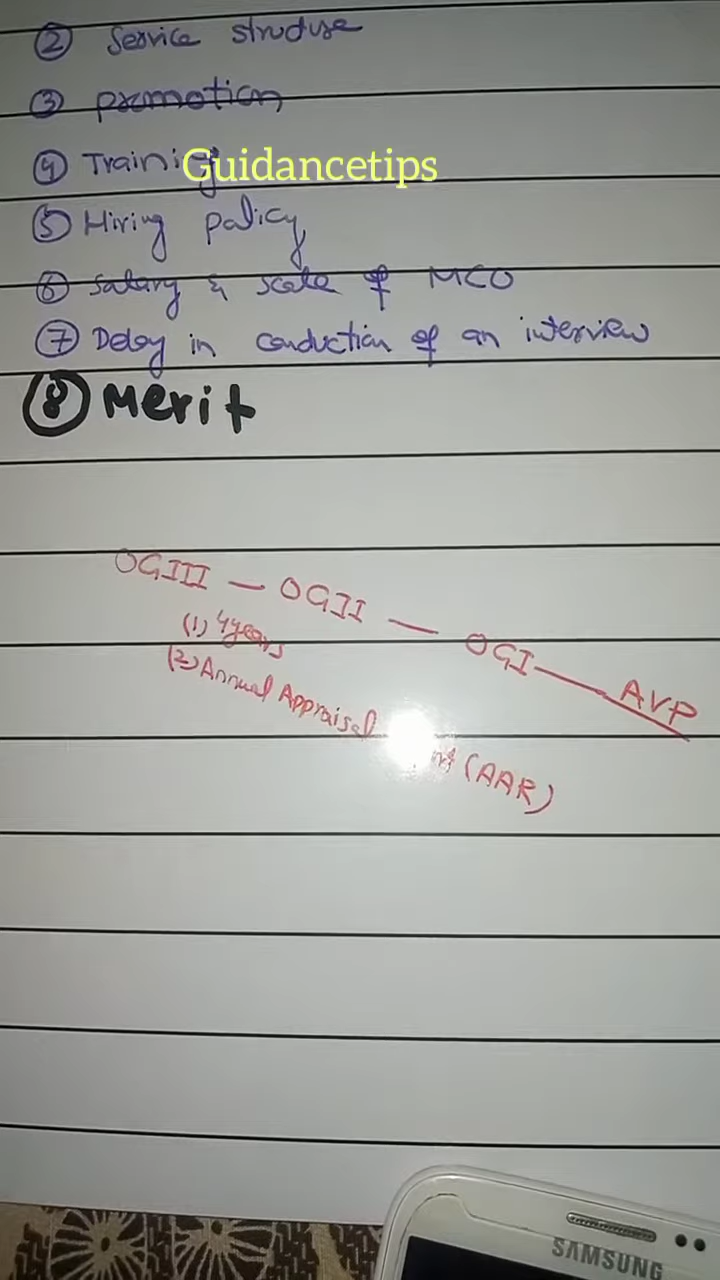 ② Service structure
③ promotion
④ Training
Guidancetips
⑤ Hiring policy
⑥ Salary & scale of MCO
⑦ Delay in conduction of an interview
⑧ Merit
OGIII — OGII — OGI — AVP
(1) 4years
(2) Annual Appraisal (AAR)
SAMSUNG